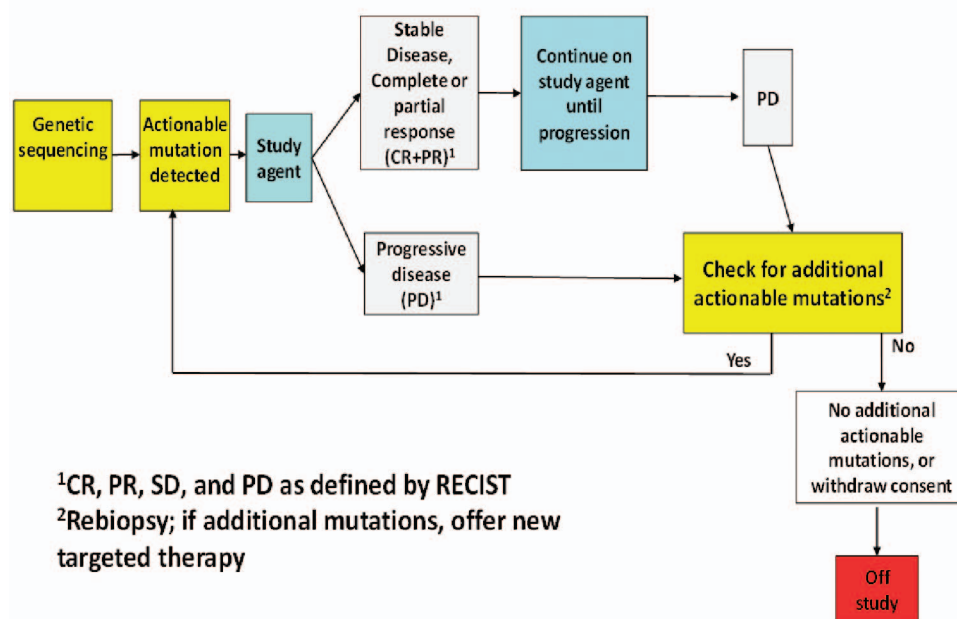 Genetic
sequencing
Actionable
mutation
detected
Study
agent
Stable
Disease,
Complete or
partial
response
(CR+PR)¹
Continue on
study agent
until
progression
PD
Progressive
disease
(PD)¹
Check for additional
actionable mutations²
Yes
No
No additional
actionable
mutations, or
withdraw consent
Off
study
¹CR, PR, SD, and PD as defined by RECIST
²Rebiopsy; if additional mutations, offer new
targeted therapy